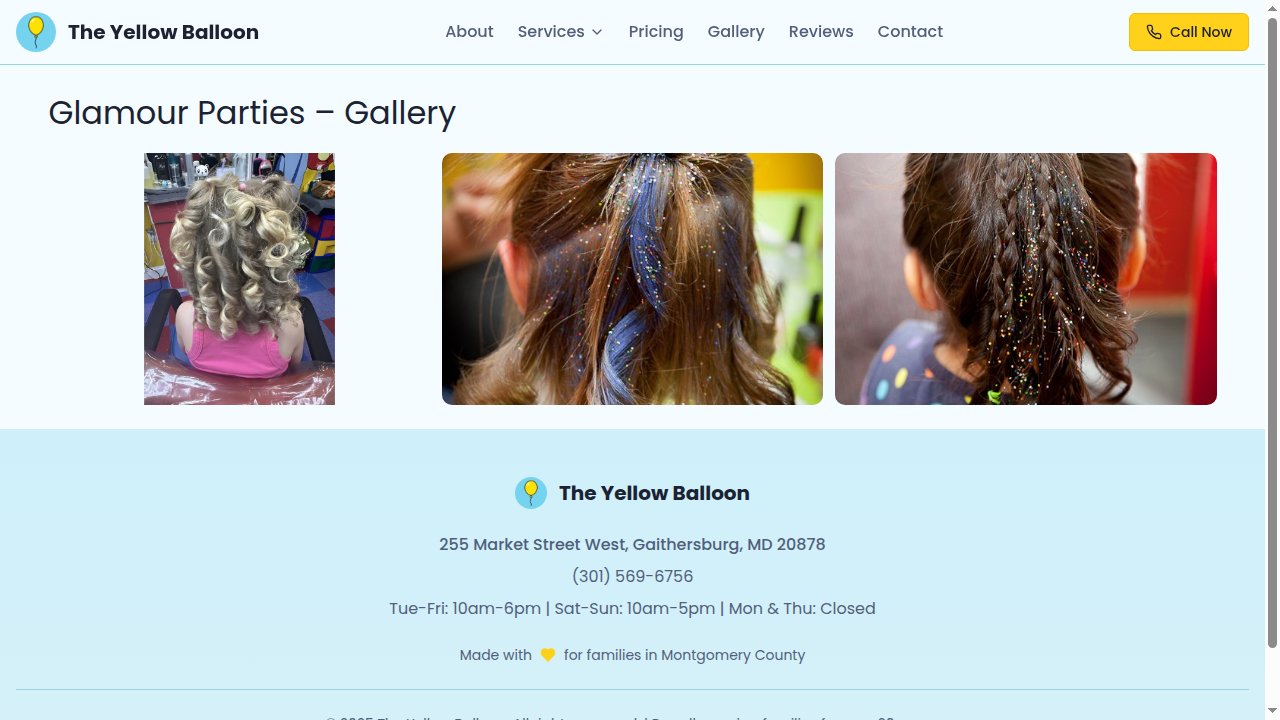 The Yellow Balloon
About
Services
Pricing
Gallery
Reviews
Contact
Call Now
Glamour Parties – Gallery
The Yellow Balloon
255 Market Street West, Gaithersburg, MD 20878
(301) 569-6756
Tue-Fri: 10am-6pm | Sat-Sun: 10am-5pm | Mon & Thu: Closed
Made with 💛 for families in Montgomery County